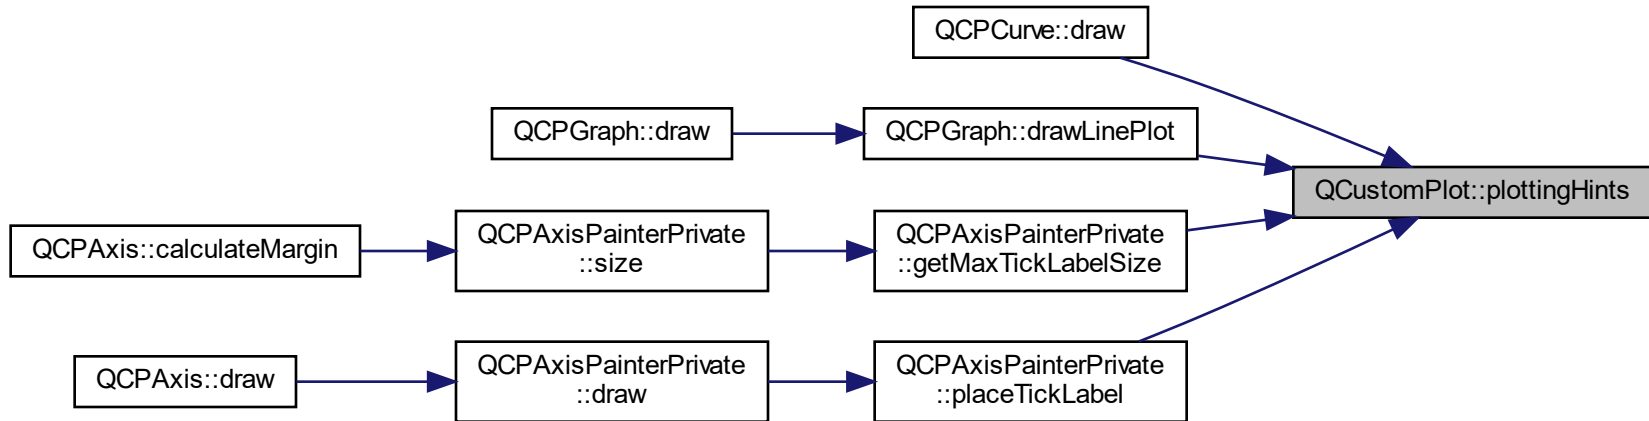 QCPCurve::draw
QCPGraph::draw
QCPGraph::drawLinePlot
QCustomPlot::plottingHints
QCPAxis::calculateMargin
QCPAxisPainterPrivate
::size
QCPAxisPainterPrivate
::getMaxTickLabelSize
QCPAxis::draw
QCPAxisPainterPrivate
::draw
QCPAxisPainterPrivate
::placeTickLabel